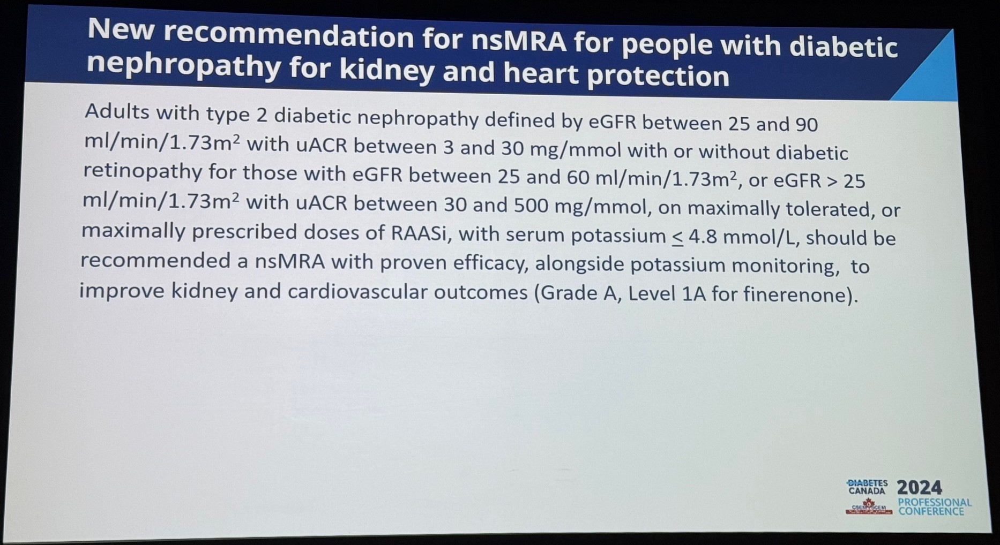 New recommendation for nsMRA for people with diabetic
nephropathy for kidney and heart protection
Adults with type 2 diabetic nephropathy defined by eGFR between 25 and 90
ml/min/1.73m² with uACR between 3 and 30 mg/mmol with or without diabetic
retinopathy for those with eGFR between 25 and 60 ml/min/1.73m², or eGFR > 25
ml/min/1.73m² with uACR between 30 and 500 mg/mmol, on maximally tolerated, or
maximally prescribed doses of RAASi, with serum potassium ≤ 4.8 mmol/L, should be
recommended a nsMRA with proven efficacy, alongside potassium monitoring, to
improve kidney and cardiovascular outcomes (Grade A, Level 1A for finerenone).
DIABETES
CANADA
CSEM SCEM
2024
PROFESSIONAL
CONFERENCE